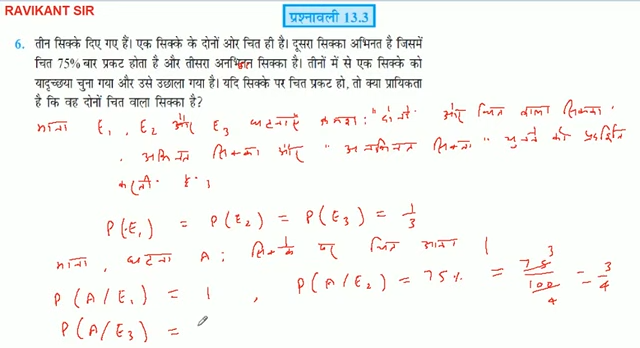 RAVIKANT SIR
प्रश्नावली 13.3
6. तीन सिक्के दिए गए हैं। एक सिक्के के दोनों ओर चित ही है। दूसरा सिक्का अभिनत है जिसमें
चित 75% बार प्रकट होता है और तीसरा अनभिनत सिक्का है। तीनों में से एक सिक्के को
यादृच्छया चुना गया और उसे उछाला गया है। यदि सिक्के पर चित प्रकट हो, तो क्या प्रायिकता
है कि वह दोनों चित वाला सिक्का है?
माना E₁, E₂ और E₃ घटनाएँ क्रमशः "दोनों ओर चित वाला सिक्का
अभिनत सिक्का और अनभिनत सिक्का" चुनने को प्रदर्शित
करती हैं।
P(E₁) = P(E₂) = P(E₃) = 1/3
माना, घटना A: सिक्के पर चित आना
P(A/E₁) = 1, P(A/E₂) = 75% = 75/100 = 3/4
P(A/E₃) =